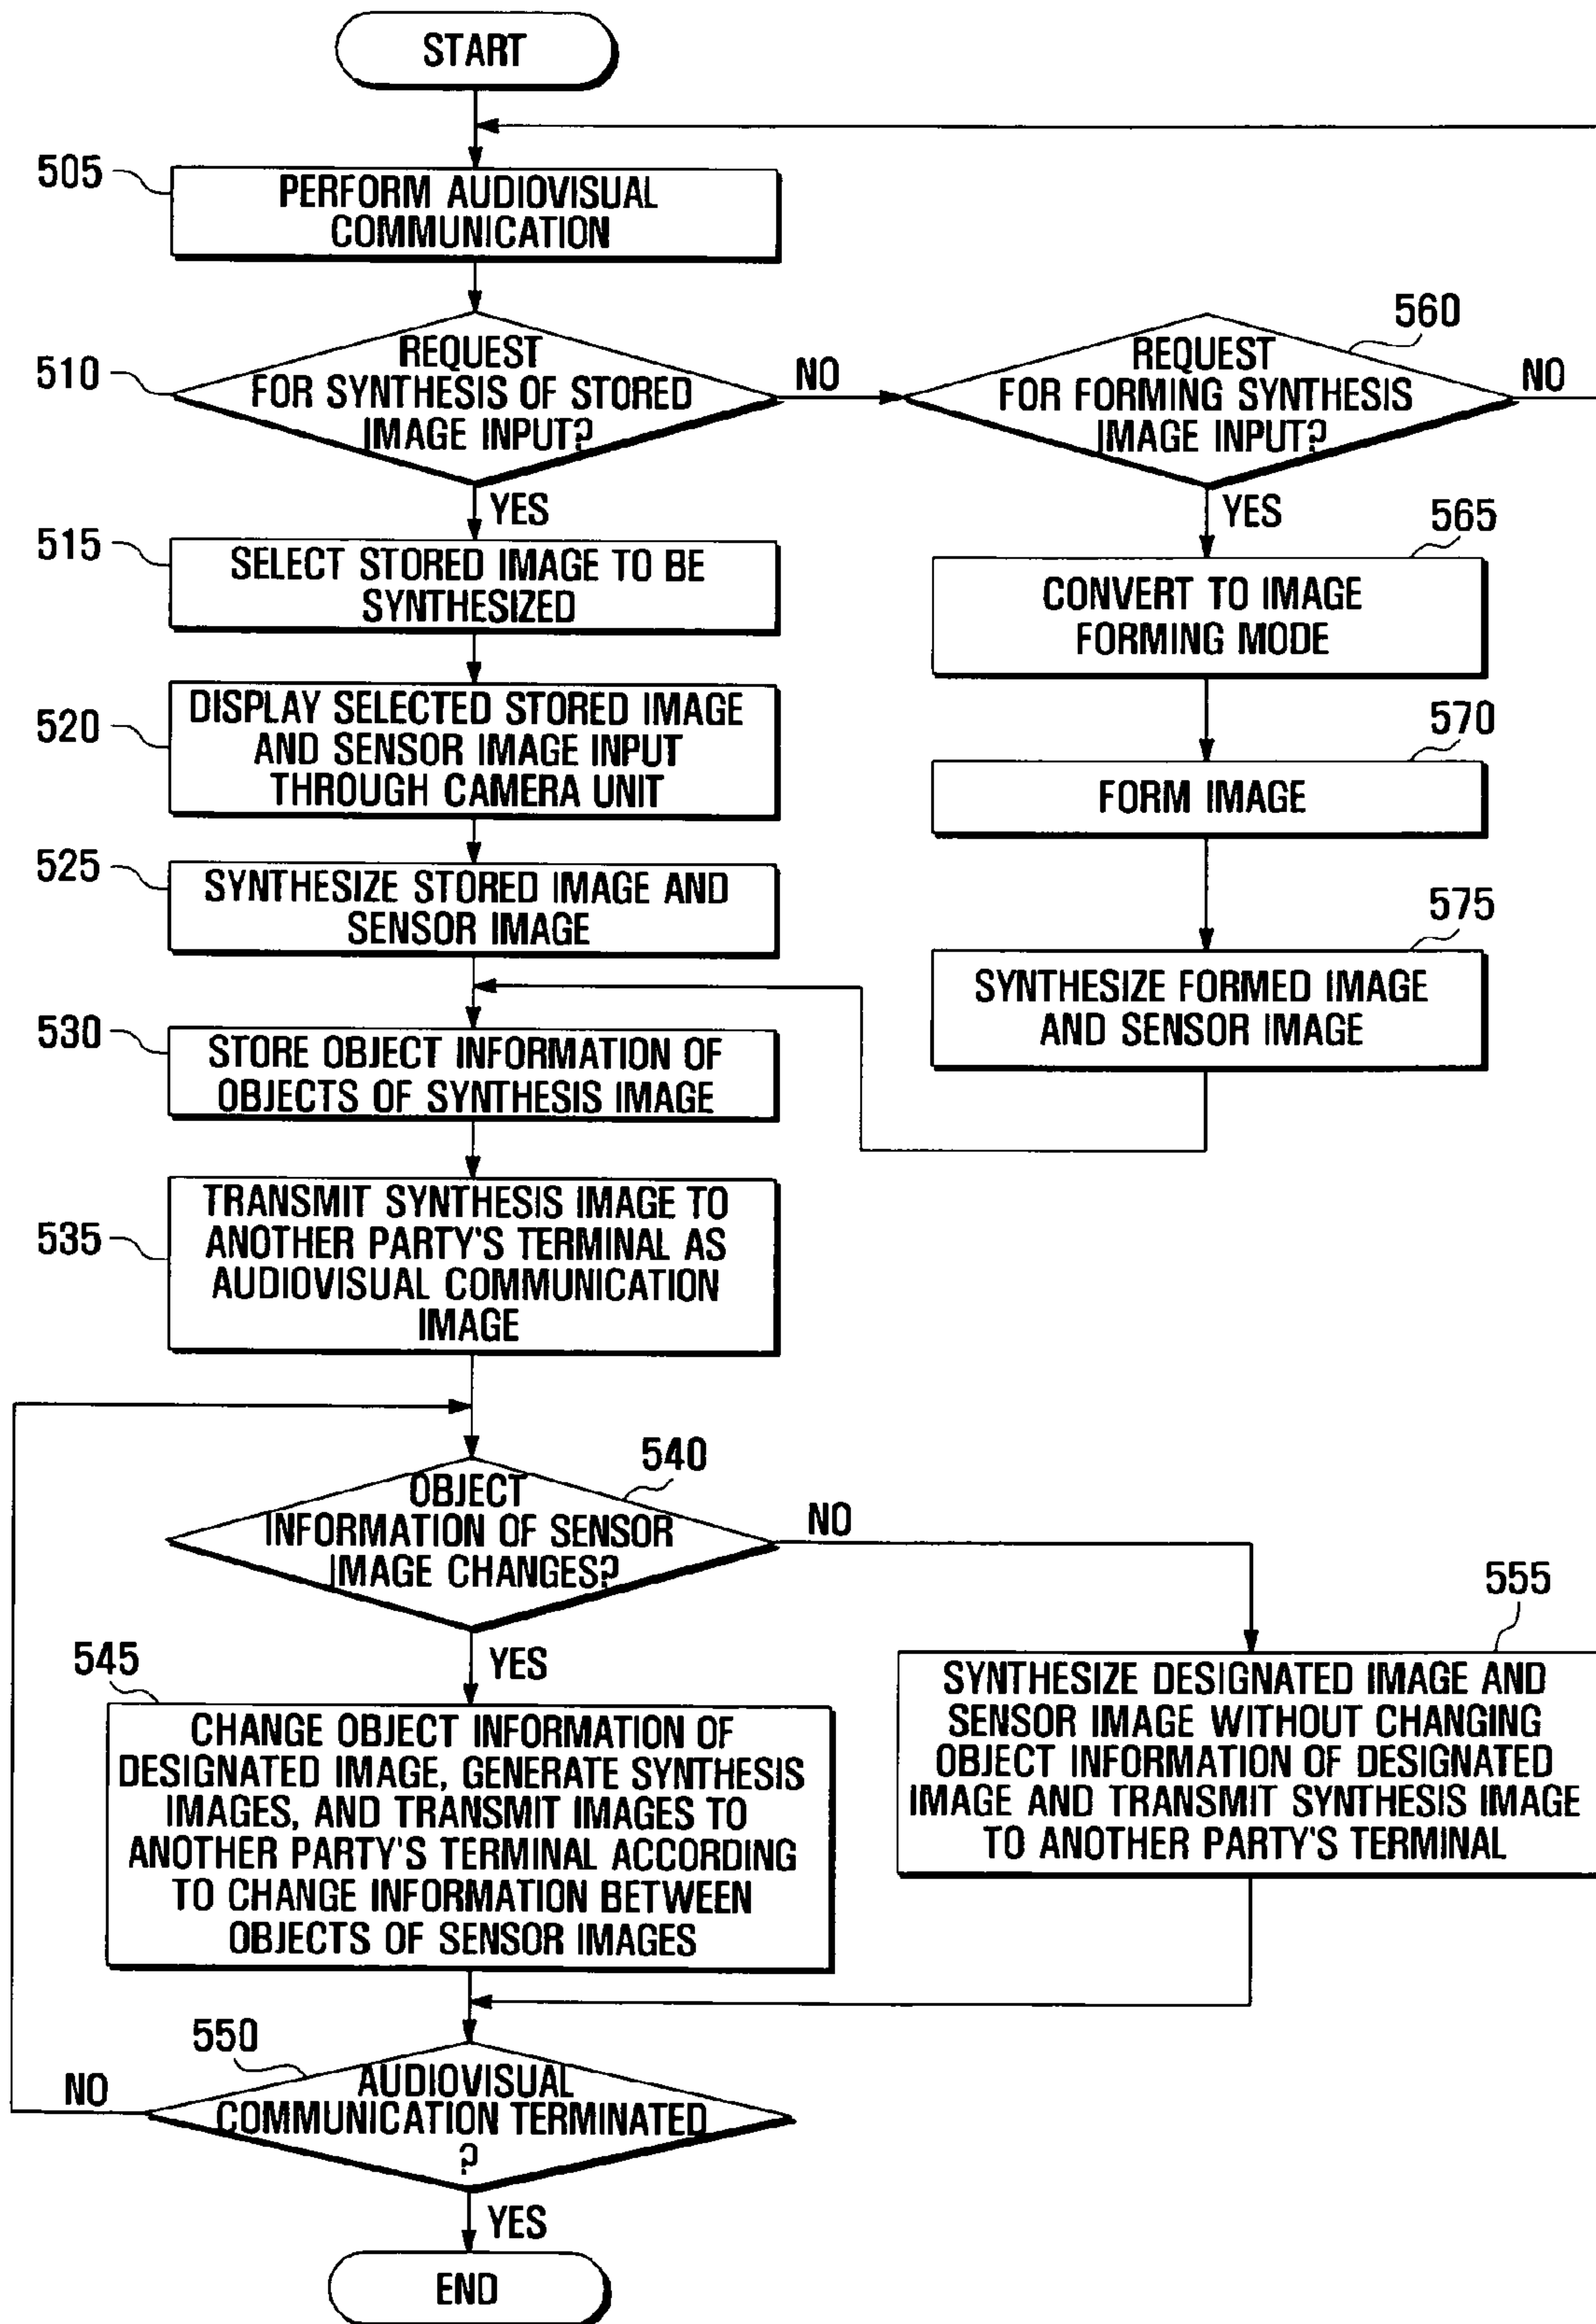 START
505
PERFORM AUDIOVISUAL
COMMUNICATION
510
REQUEST
FOR SYNTHESIS OF STORED
IMAGE INPUT?
NO
560
REQUEST
FOR FORMING SYNTHESIS
IMAGE INPUT?
NO
YES
YES
515
SELECT STORED IMAGE TO BE
SYNTHESIZED
565
CONVERT TO IMAGE
FORMING MODE
520
DISPLAY SELECTED STORED IMAGE
AND SENSOR IMAGE INPUT
THROUGH CAMERA UNIT
570
FORM IMAGE
525
SYNTHESIZE STORED IMAGE AND
SENSOR IMAGE
575
SYNTHESIZE FORMED IMAGE
AND SENSOR IMAGE
530
STORE OBJECT INFORMATION OF
OBJECTS OF SYNTHESIS IMAGE
535
TRANSMIT SYNTHESIS IMAGE TO
ANOTHER PARTY'S TERMINAL AS
AUDIOVISUAL COMMUNICATION
IMAGE
540
OBJECT
INFORMATION OF SENSOR
IMAGE CHANGES?
NO
YES
545
CHANGE OBJECT INFORMATION OF
DESIGNATED IMAGE, GENERATE SYNTHESIS
IMAGES, AND TRANSMIT IMAGES TO
ANOTHER PARTY'S TERMINAL ACCORDING
TO CHANGE INFORMATION BETWEEN
OBJECTS OF SENSOR IMAGES
555
SYNTHESIZE DESIGNATED IMAGE AND
SENSOR IMAGE WITHOUT CHANGING
OBJECT INFORMATION OF DESIGNATED
IMAGE AND TRANSMIT SYNTHESIS IMAGE
TO ANOTHER PARTY'S TERMINAL
550
NO
AUDIOVISUAL
COMMUNICATION TERMINATED
?
YES
END